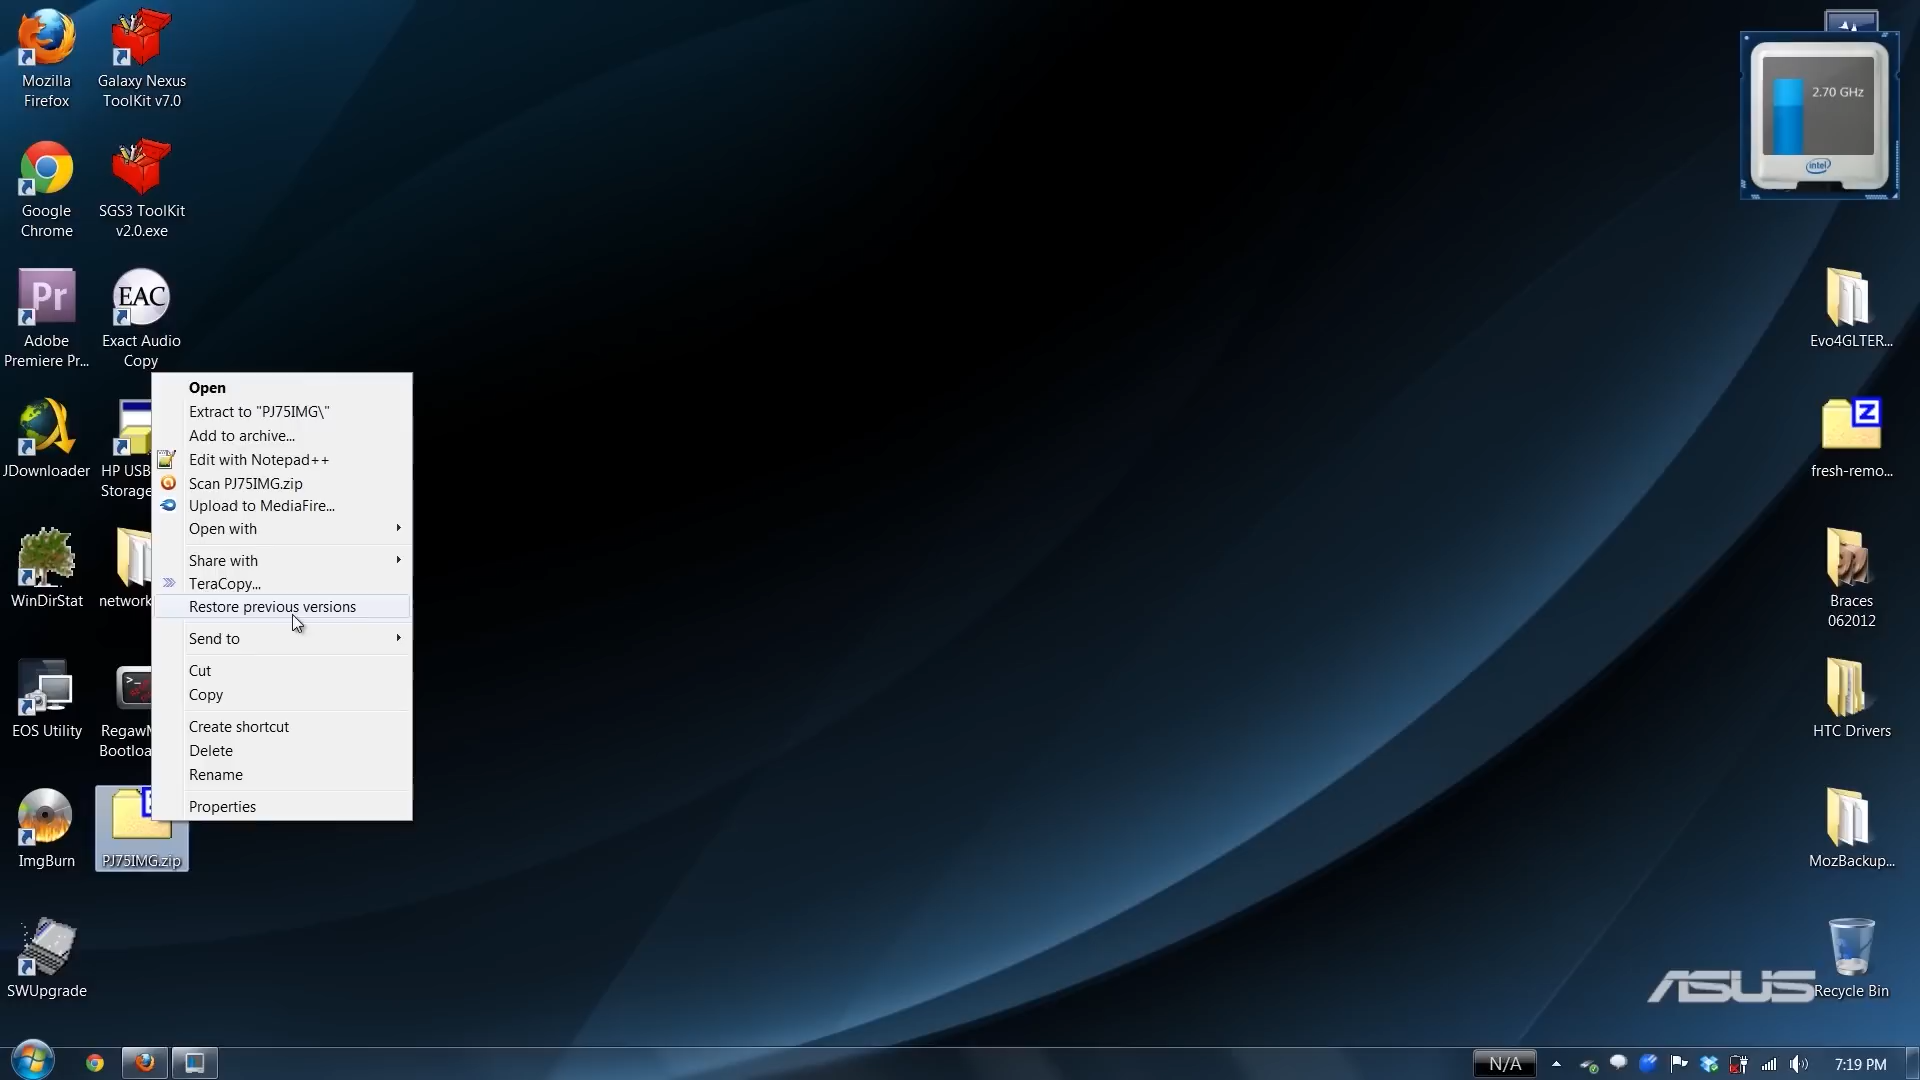 Mozilla
Firefox
Galaxy Nexus
ToolKit v7.0
2.70 GHz
intel
Google
Chrome
SGS3 ToolKit
v2.0.exe
Pr
Adobe
Premiere Pr...
EAC
Exact Audio
Copy
Evo4GLTER...
JDownloader
HP USB
Storage
Z
fresh-remo...
WinDirStat
network
Braces
062012
EOS Utility
>_
RegawM
Bootloa
HTC Drivers
ImgBurn
PJ75IMG.zip
MozBackup...
SWUpgrade
ASUS
Recycle Bin
Open
Extract to "PJ75IMG\"
Add to archive...
Edit with Notepad++
Scan PJ75IMG.zip
Upload to MediaFire...
Open with
Share with
TeraCopy...
Restore previous versions
Send to
Cut
Copy
Create shortcut
Delete
Rename
Properties
N/A
7:19 PM